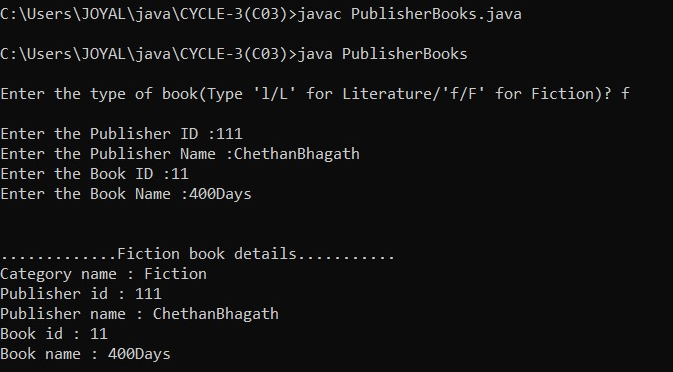 C:\Users\JOYAL\java\CYCLE-3(C03)>javac PublisherBooks.java
C:\Users\JOYAL\java\CYCLE-3(C03)>java PublisherBooks
Enter the type of book(Type 'l/L' for Literature/'f/F' for Fiction)? f
Enter the Publisher ID :111
Enter the Publisher Name :ChethanBhagath
Enter the Book ID :11
Enter the Book Name :400Days
.............Fiction book details...........
Category name : Fiction
Publisher id : 111
Publisher name : ChethanBhagath
Book id : 11
Book name : 400Days